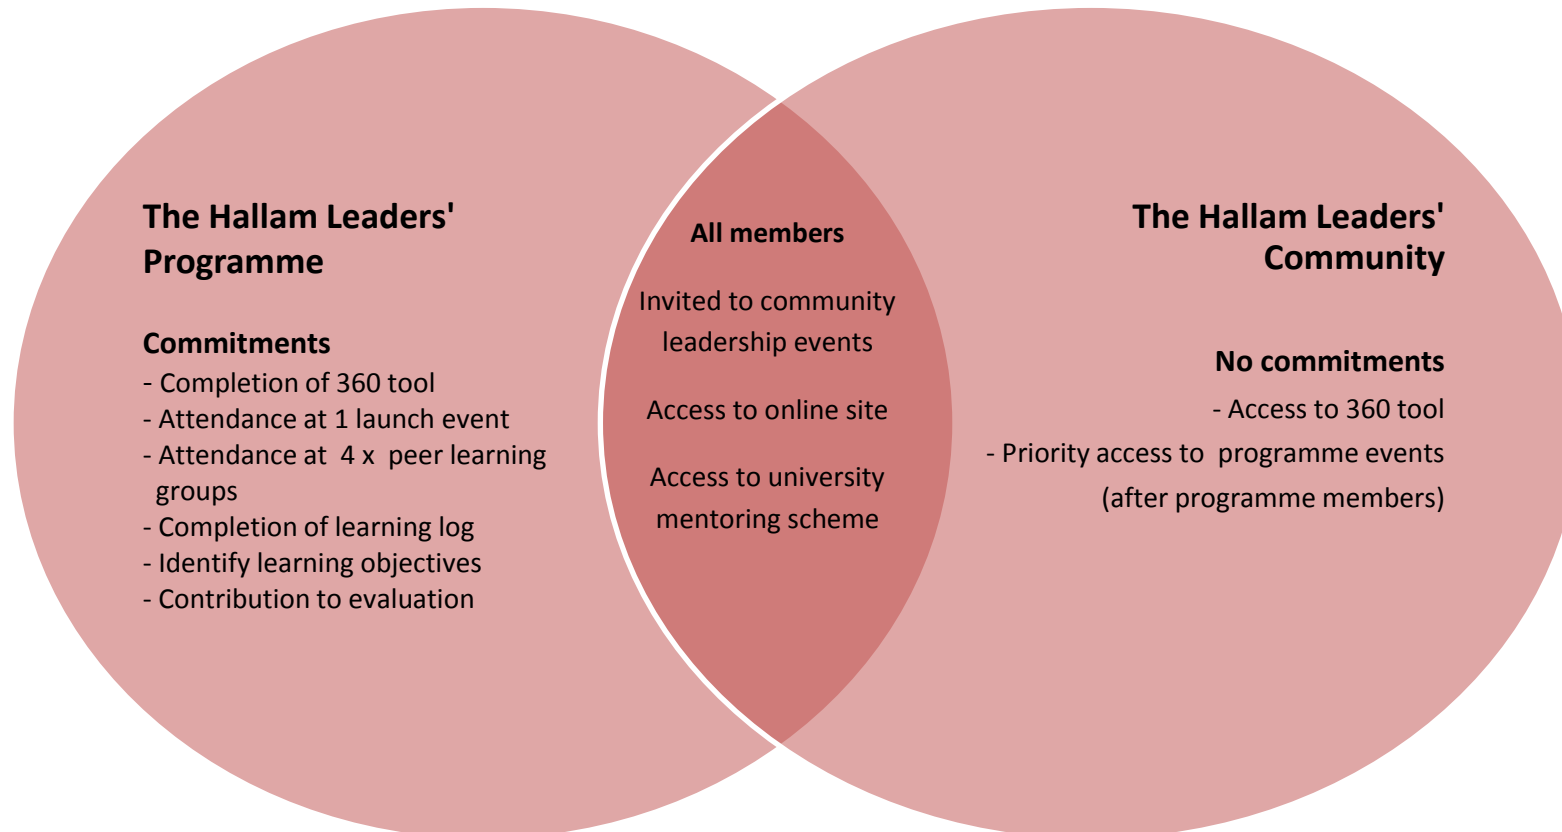 The Hallam Leaders'
Programme
Commitments
- Completion of 360 tool
- Attendance at 1 launch event
- Attendance at 4 x peer learning
groups
- Completion of learning log
- Identify learning objectives
- Contribution to evaluation
All members
Invited to community
leadership events
Access to online site
Access to university
mentoring scheme
The Hallam Leaders'
Community
No commitments
- Access to 360 tool
- Priority access to programme events
(after programme members)